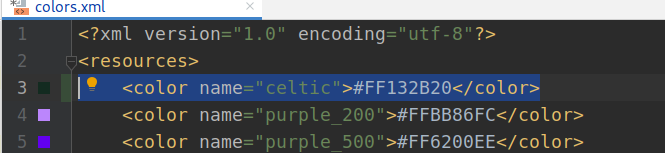 colors.xml
1 <?xml version="1.0" encoding="utf-8"?>
2 <resources>
3 <color name="celtic">#FF132B20</color>
4 <color name="purple_200">#FFBB86FC</color>
5 <color name="purple_500">#FF6200EE</color>